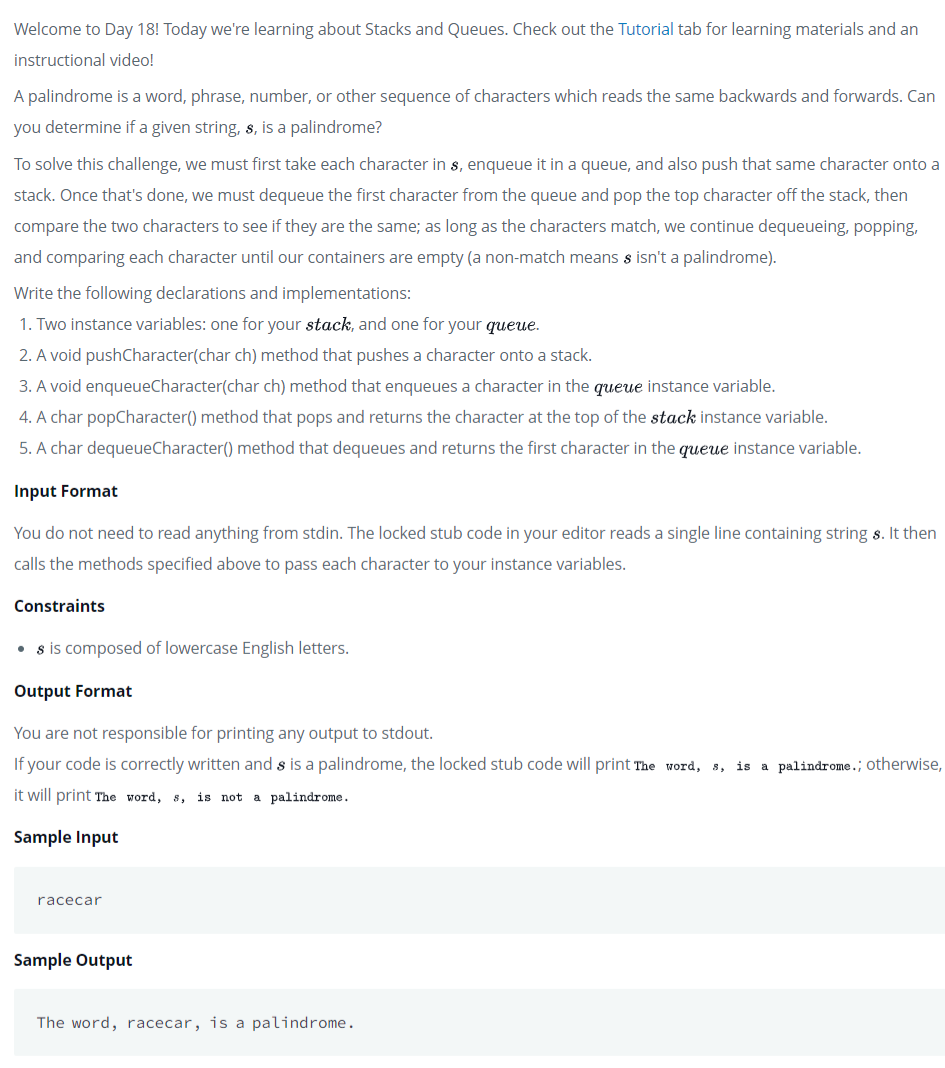 Welcome to Day 18! Today we're learning about Stacks and Queues. Check out the Tutorial tab for learning materials and an
instructional video!
A palindrome is a word, phrase, number, or other sequence of characters which reads the same backwards and forwards. Can
you determine if a given string, s, is a palindrome?
To solve this challenge, we must first take each character in s, enqueue it in a queue, and also push that same character onto a
stack. Once that's done, we must dequeue the first character from the queue and pop the top character off the stack, then
compare the two characters to see if they are the same; as long as the characters match, we continue dequeueing, popping,
and comparing each character until our containers are empty (a non-match means s isn't a palindrome).
Write the following declarations and implementations:
1. Two instance variables: one for your stack, and one for your queue.
2. A void pushCharacter(char ch) method that pushes a character onto a stack.
3. A void enqueueCharacter(char ch) method that enqueues a character in the queue instance variable.
4. A char popCharacter() method that pops and returns the character at the top of the stack instance variable.
5. A char dequeueCharacter() method that dequeues and returns the first character in the queue instance variable.
Input Format
You do not need to read anything from stdin. The locked stub code in your editor reads a single line containing string s. It then
calls the methods specified above to pass each character to your instance variables.
Constraints
• s is composed of lowercase English letters.
Output Format
You are not responsible for printing any output to stdout.
If your code is correctly written and s is a palindrome, the locked stub code will print The word, s, is a palindrome.; otherwise,
it will print The word, s, is not a palindrome.
Sample Input
racecar
Sample Output
The word, racecar, is a palindrome.